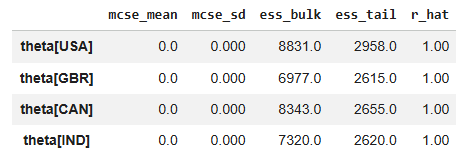 mcse_mean mcse_sd ess_bulk ess_tail r_hat
theta[USA] 0.0 0.000 8831.0 2958.0 1.00
theta[GBR] 0.0 0.000 6977.0 2615.0 1.00
theta[CAN] 0.0 0.000 8343.0 2655.0 1.00
theta[IND] 0.0 0.000 7320.0 2620.0 1.00